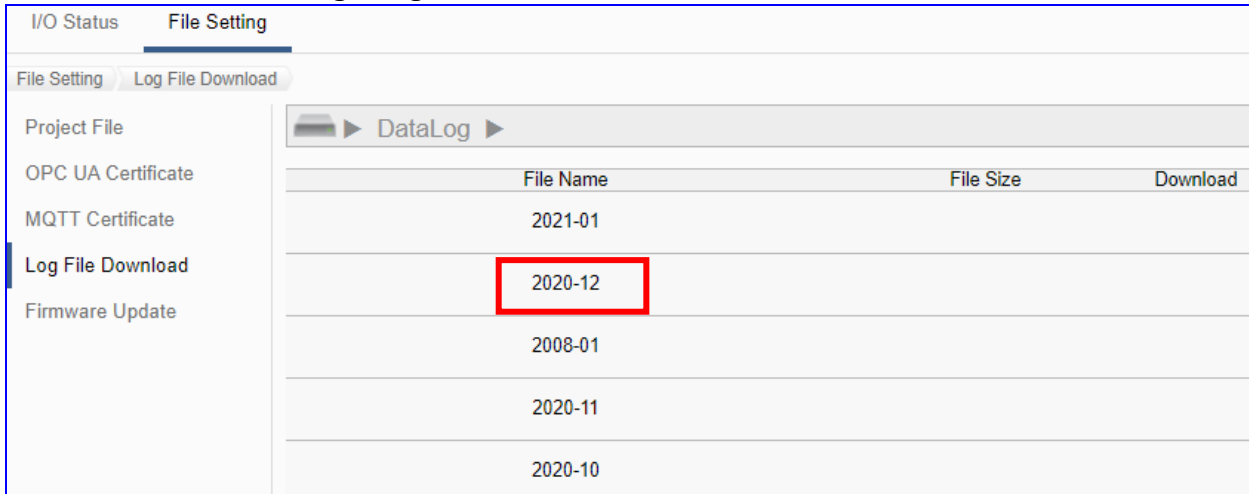 I/O Status File Setting
File Setting Log File Download
Project File
OPC UA Certificate
MQTT Certificate
Log File Download
Firmware Update
DataLog
File Name File Size Download
2021-01
2020-12
2008-01
2020-11
2020-10